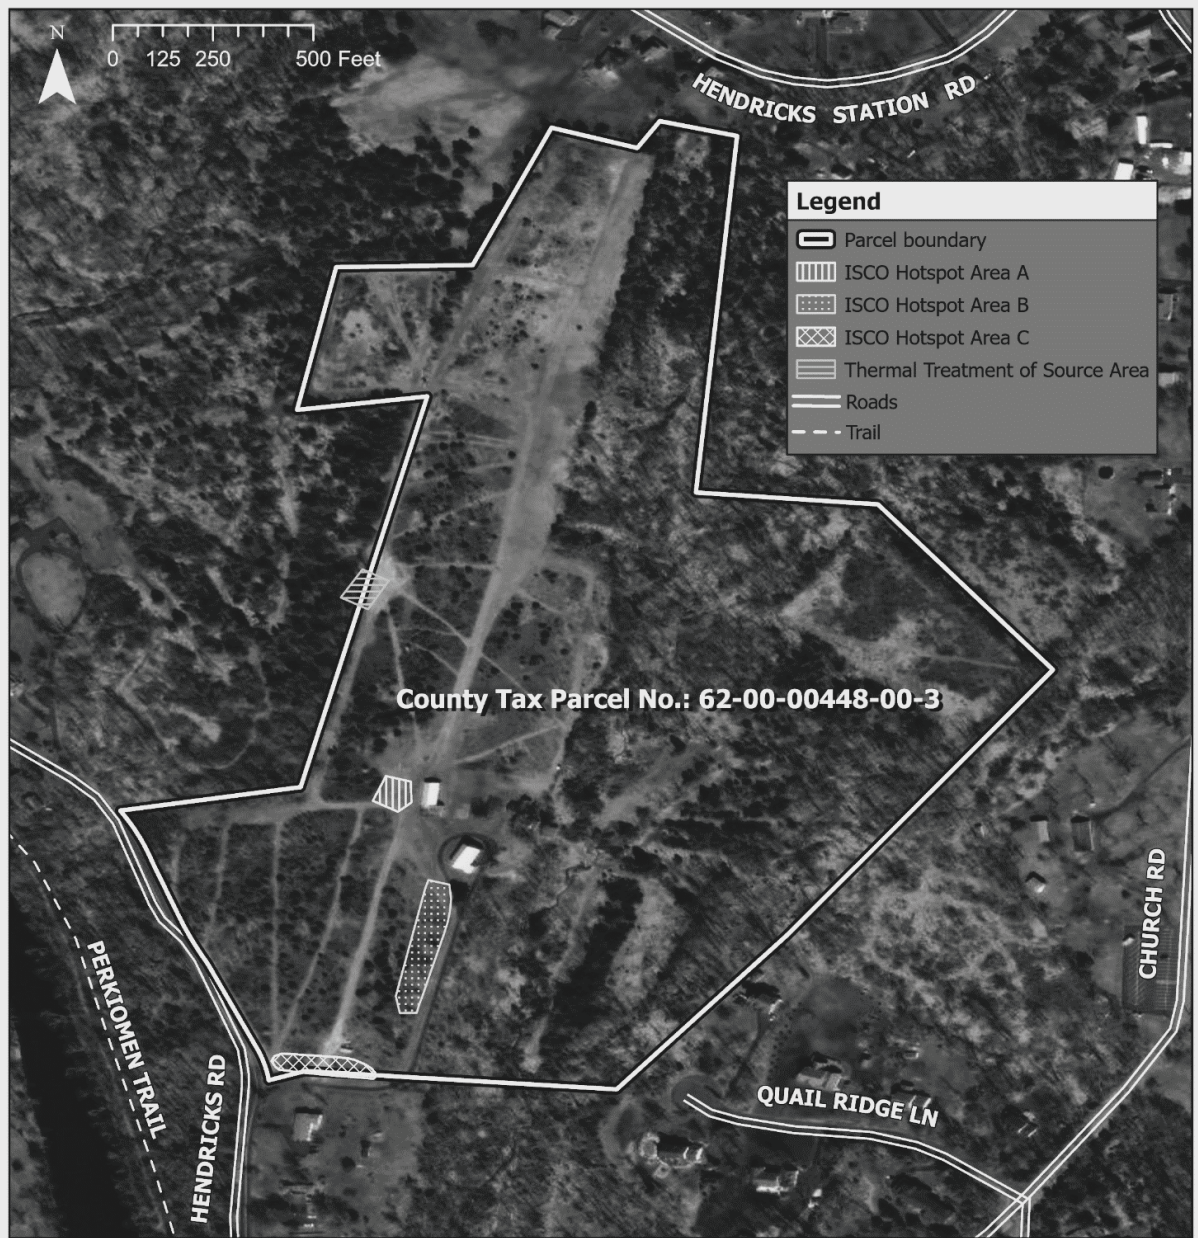 N
0 125 250 500 Feet
HENDRICKS STATION RD
Legend
Parcel boundary
ISCO Hotspot Area A
ISCO Hotspot Area B
ISCO Hotspot Area C
Thermal Treatment of Source Area
Roads
Trail
County Tax Parcel No.: 62-00-00448-00-3
CHURCH RD
PERKIOMEN TRAIL
HENDRICKS RD
QUAIL RIDGE LN